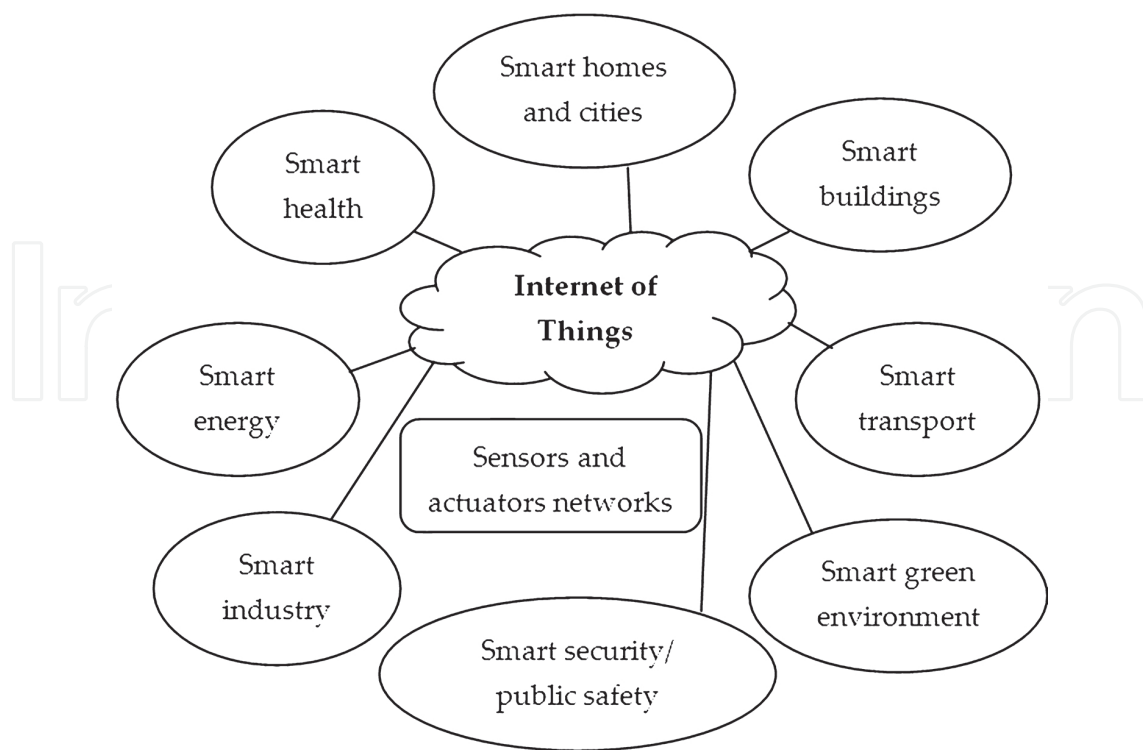 Smart homes
and cities
Smart
health
Smart
buildings
Internet of
Things
Smart
energy
Smart
transport
Sensors and
actuators networks
Smart
industry
Smart green
environment
Smart security/
public safety